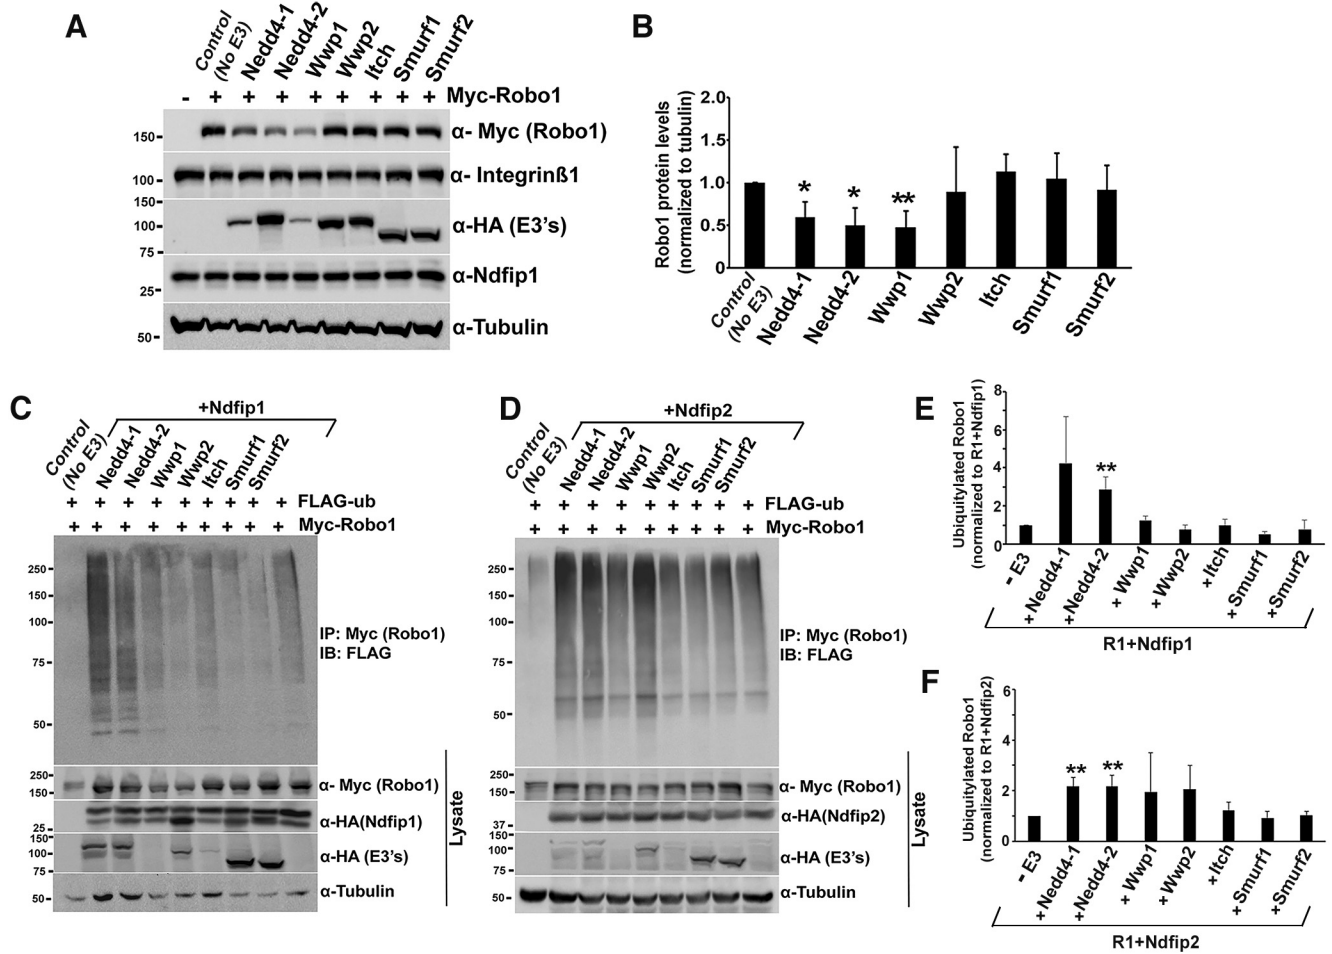 A
Control
(No E3)
Nedd4-1
Nedd4-2
Wwp1
Wwp2
Itch
Smurf1
Smurf2
- + + + + + + + + Myc-Robo1
150
α- Myc (Robo1)
100
α- Integrinß1
150
100
75
α-HA (E3's)
25
α-Ndfip1
50
α-Tubulin
B
Robo1 protein levels
(normalized to tubulin)
2.0
1.5
1.0
0.5
0
* * **
Control
(No E3)
Nedd4-1
Nedd4-2
Wwp1
Wwp2
Itch
Smurf1
Smurf2
C
+Ndfip1
Control
(No E3)
Nedd4-1
Nedd4-2
Wwp1
Wwp2
Itch
Smurf1
Smurf2
+ + + + + + + + + FLAG-ub
+ + + + + + + + + Myc-Robo1
250
150
100
75
50
IP: Myc (Robo1)
IB: FLAG
250
150
α- Myc (Robo1)
25
α-HA(Ndfip1)
150
100
75
α-HA (E3's)
50
α-Tubulin
Lysate
D
+Ndfip2
Control
(No E3)
Nedd4-1
Nedd4-2
Wwp1
Wwp2
Itch
Smurf1
Smurf2
+ + + + + + + + + FLAG-ub
+ + + + + + + + + Myc-Robo1
250
150
100
75
50
IP: Myc (Robo1)
IB: FLAG
250
150
α- Myc (Robo1)
37
α-HA(Ndfip2)
150
100
75
α-HA (E3's)
50
α-Tubulin
Lysate
E
Ubiquitylated Robo1
(normalized to R1+Ndfip1)
8
6
4
2
0
**
- E3
+Nedd4-1
+Nedd4-2
+ Wwp1
+ Wwp2
+Itch
+Smurf1
+Smurf2
R1+Ndfip1
F
Ubiquitylated Robo1
(normalized to R1+Ndfip2)
6
4
2
0
** **
- E3
+Nedd4-1
+Nedd4-2
+ Wwp1
+ Wwp2
+Itch
+Smurf1
+Smurf2
R1+Ndfip2